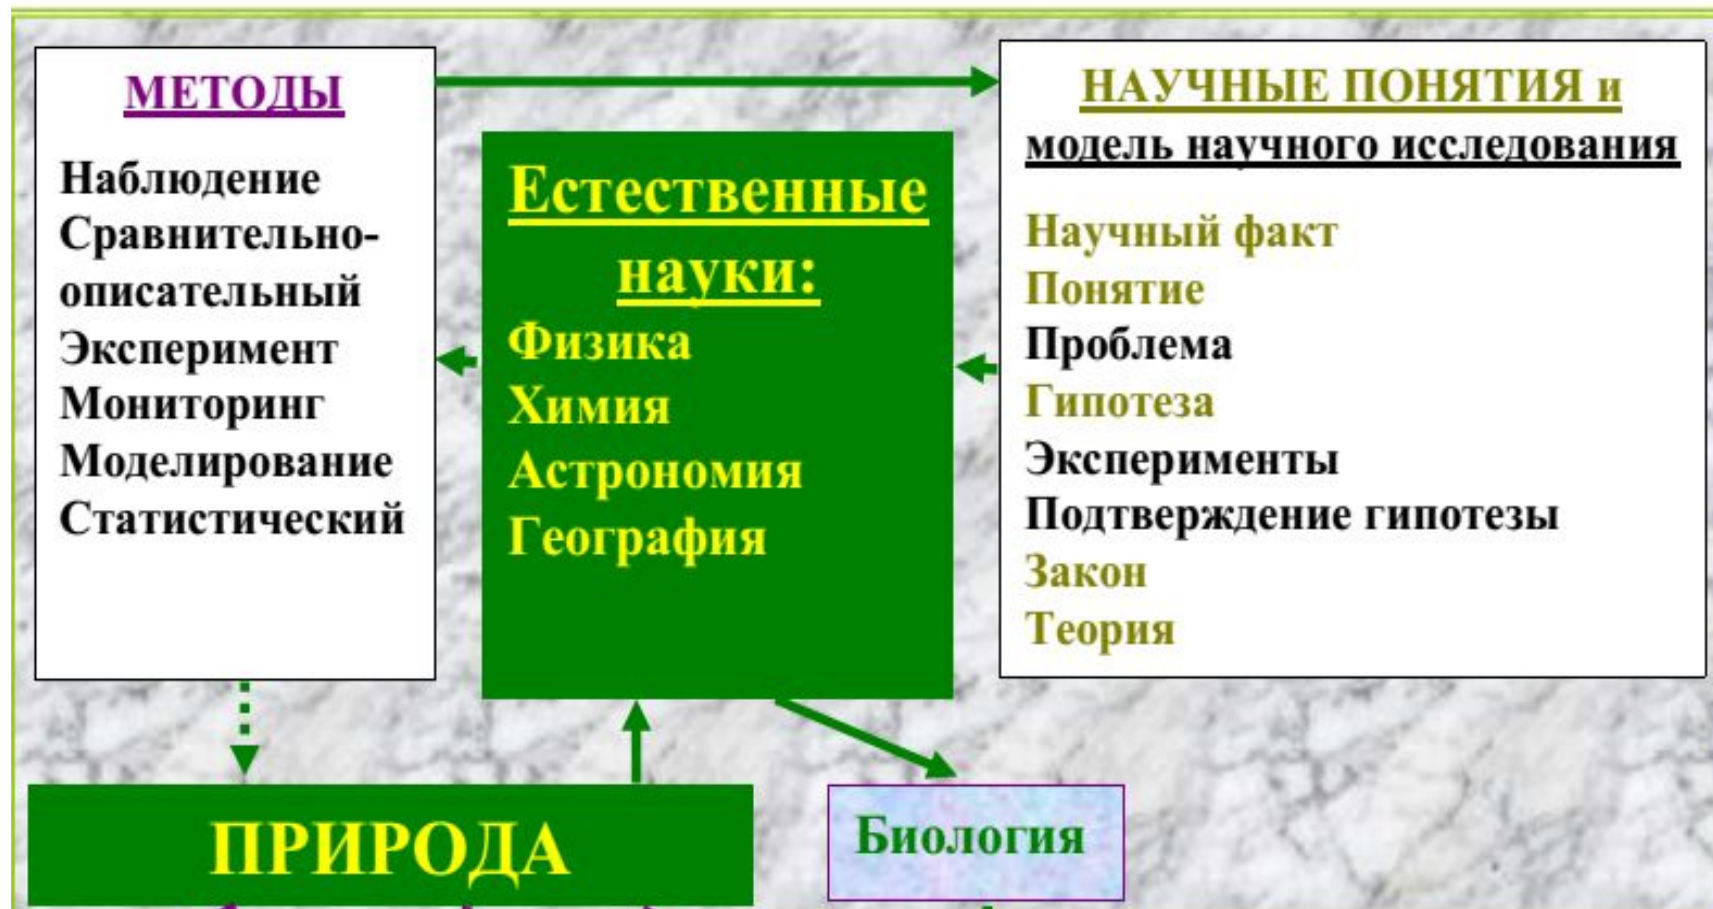 МЕТОДЫ
Наблюдение
Сравнительно-
описательный
Эксперимент
Мониторинг
Моделирование
Статистический
Естественные
науки:
Физика
Химия
Астрономия
География
НАУЧНЫЕ ПОНЯТИЯ и
модель научного исследования
Научный факт
Понятие
Проблема
Гипотеза
Эксперименты
Подтверждение гипотезы
Закон
Теория
ПРИРОДА
Биология